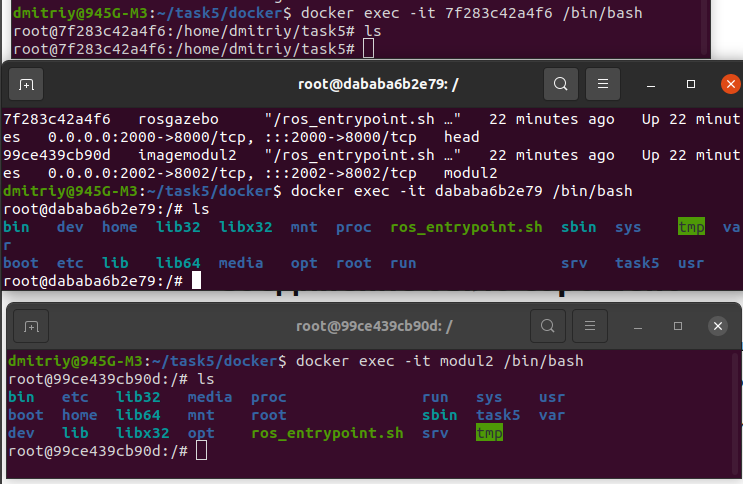 dmitriy@945G-M3:~/task5/docker$ docker exec -it 7f283c42a4f6 /bin/bash
root@7f283c42a4f6:/home/dmitriy/task5# ls
root@7f283c42a4f6:/home/dmitriy/task5#
root@dababa6b2e79: /
7f283c42a4f6   rosgazebo     "/ros_entrypoint.sh …"   22 minutes ago   Up 22 minut
es   0.0.0.0:2000->8000/tcp, :::2000->8000/tcp   head
99ce439cb90d   imagemodul2   "/ros_entrypoint.sh …"   22 minutes ago   Up 22 minut
es   0.0.0.0:2002->8002/tcp, :::2002->8002/tcp   modul2
dmitriy@945G-M3:~/task5/docker$ docker exec -it dababa6b2e79 /bin/bash
root@dababa6b2e79:/# ls
bin   dev  home  lib32  libx32  mnt  proc  ros_entrypoint.sh  sbin  sys    tmp  va
r
boot  etc  lib   lib64  media   opt  root  run                srv   task5  usr
root@dababa6b2e79:/#
root@99ce439cb90d: /
dmitriy@945G-M3:~/task5/docker$ docker exec -it modul2 /bin/bash
root@99ce439cb90d:/# ls
bin   etc   lib32   media  proc               run   sys    usr
boot  home  lib64   mnt    root               sbin  task5  var
dev   lib   libx32  opt    ros_entrypoint.sh  srv   tmp
root@99ce439cb90d:/#